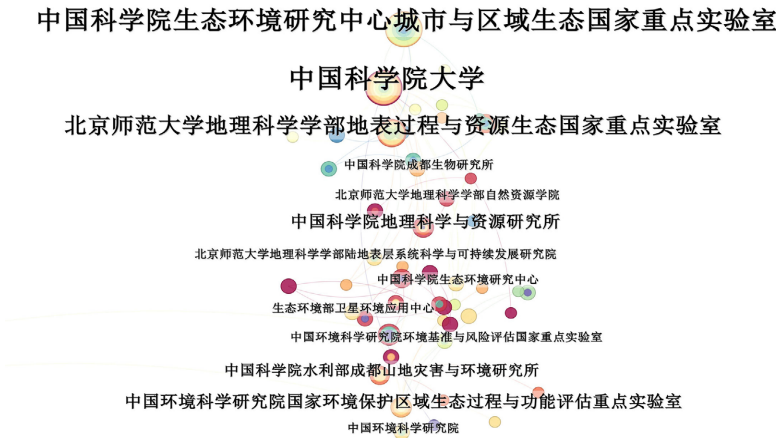 中国科学院生态环境研究中心城市与区域生态国家重点实验室
中国科学院大学
北京师范大学地理科学学部地表过程与资源生态国家重点实验室
中国科学院成都生物研究所
北京师范大学地理科学学部自然资源学院
中国科学院地理科学与资源研究所
北京师范大学地理科学学部陆地表层系统科学与可持续发展研究院
中国科学院生态环境研究中心
生态环境部卫星环境应用中心
中国环境科学研究院环境基准与风险评估国家重点实验室
中国科学院水利部成都山地灾害与环境研究所
中国环境科学研究院国家环境保护区域生态过程与功能评估重点实验室
中国环境科学研究院